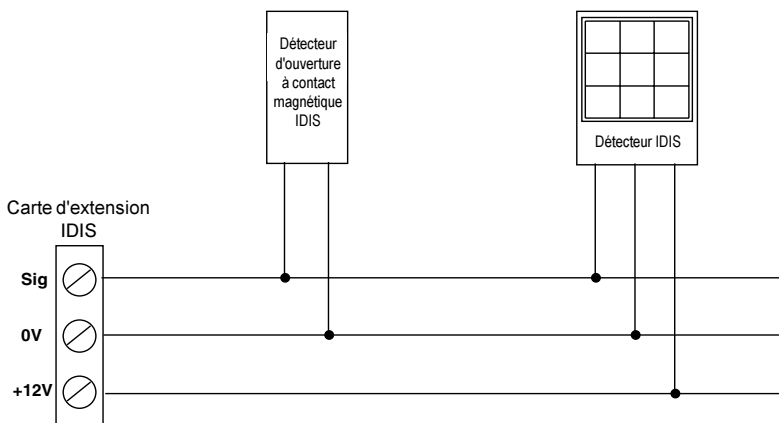 Détecteur
d'ouverture
à contact
magnétique
IDIS
Détecteur IDIS
Carte d'extension
IDIS
Sig
0V
+12V